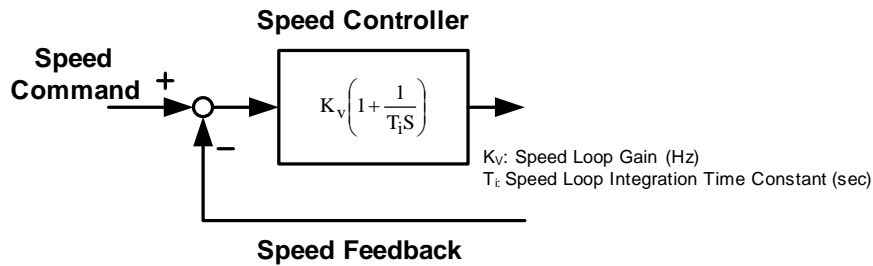 Speed Controller
Speed
Command
+
−
K_v(1+1/(T_iS))
K_V: Speed Loop Gain (Hz)
T_i: Speed Loop Integration Time Constant (sec)
Speed Feedback